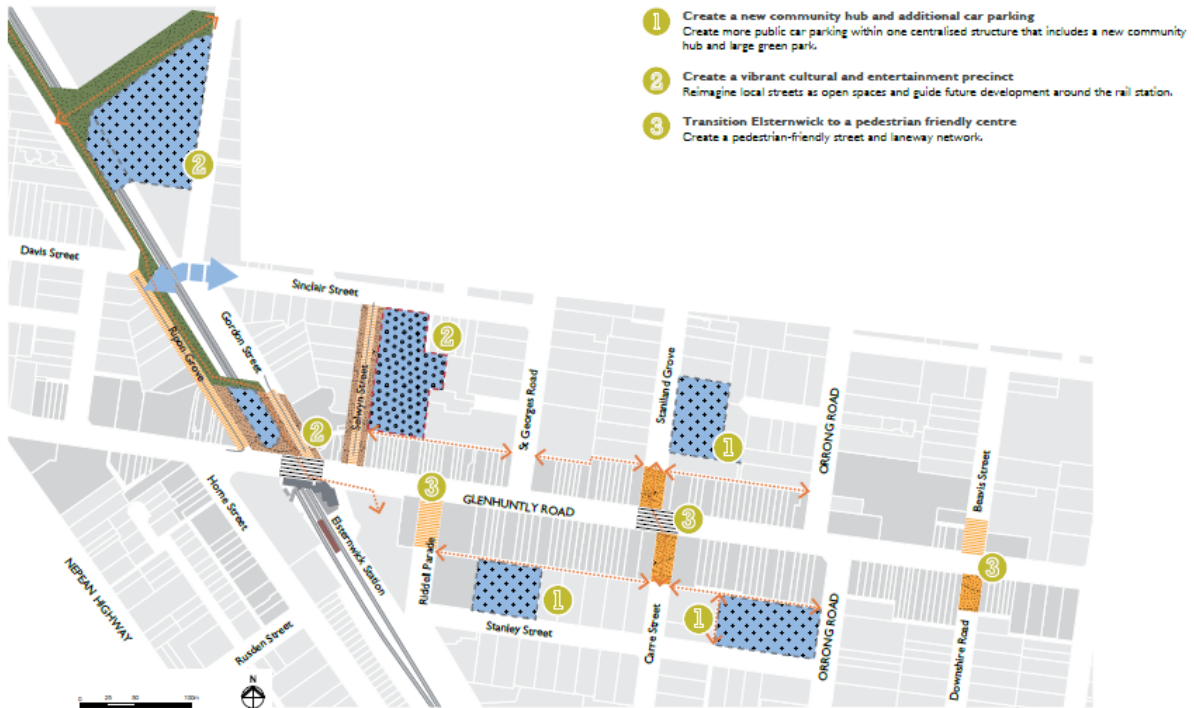 1
Create a new community hub and additional car parking
Create more public car parking within one centralised structure that includes a new community
hub and large green park.
2
Create a vibrant cultural and entertainment precinct
Reimagine local streets as open spaces and guide future development around the rail station.
3
Transition Elsternwick to a pedestrian friendly centre
Create a pedestrian-friendly street and laneway network.
2
Davis Street
Sinclair Street
Ripon Grove
Gordon Street
Selwyn Street
2
St Georges Road
Staniland Grove
1
ORRONG ROAD
Beavis Street
2
Home Street
3
GLENHUNTLY ROAD
3
3
NEPEAN HIGHWAY
Elsternwick Station
Riddell Parade
1
Stanley Street
Carre Street
1
ORRONG ROAD
Downshire Road
Rusden Street
N
0 25 50 100m